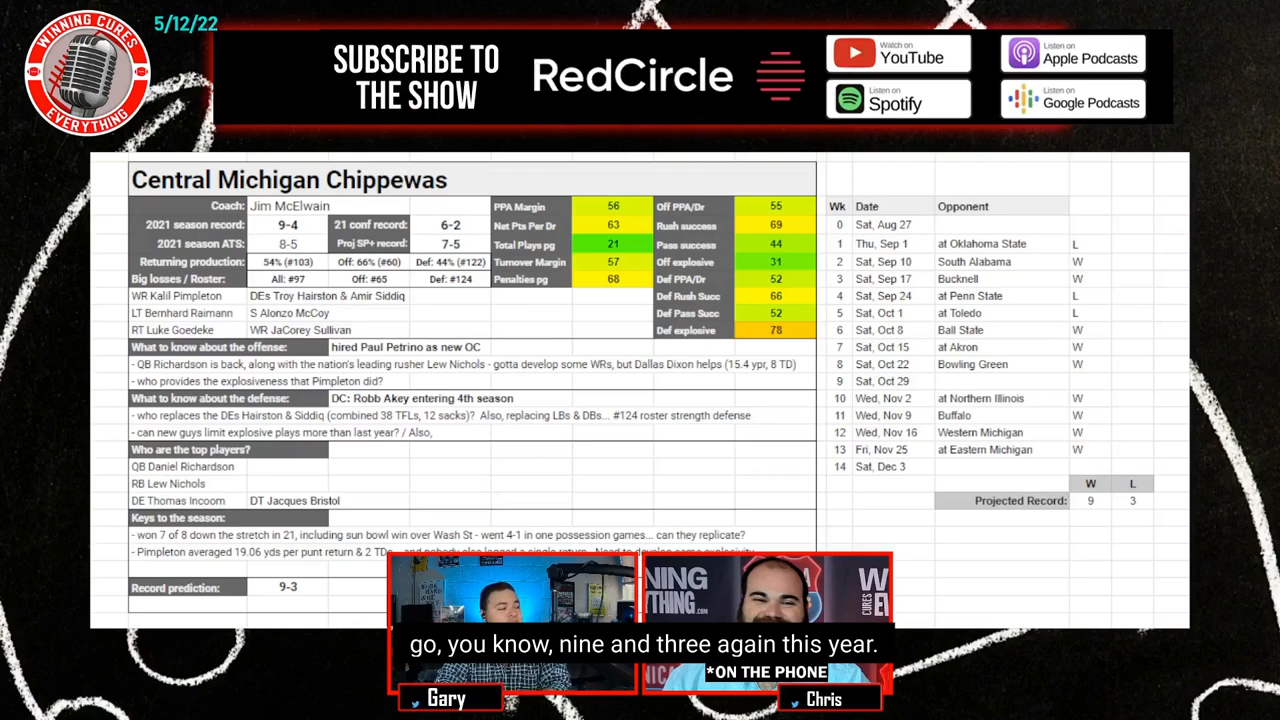 5/12/22
WINNING CURES
EVERYTHING
SUBSCRIBE TO
THE SHOW
RedCircle
Watch on
YouTube
Listen on
Apple Podcasts
Listen on
Spotify
Listen on
Google Podcasts
Central Michigan Chippewas
Coach: Jim McElwain
2021 season record: 9-4 21 conf record: 6-2
2021 season ATS: 8-5 Proj SP+ record: 7-5
Returning production: 54% (#103) Off: 66% (#60) Def: 44% (#122)
Big losses / Roster: All: #97 Off: #65 Def: #124
WR Kalil Pimpleton DEs Troy Hairston & Amir Siddiq
LT Bernhard Raimann S Alonzo McCoy
RT Luke Goedeke WR JaCorey Sullivan
PPA Margin 56 Off PPA/Dr 55
Net Pts Per Dr 63 Rush success 69
Total Plays pg 21 Pass success 44
Turnover Margin 57 Off explosive 31
Penalties pg 68 Def PPA/Dr 52
Def Rush Succ 66
Def Pass Succ 52
Def explosive 78
What to know about the offense: hired Paul Petrino as new OC
- QB Richardson is back, along with the nation's leading rusher Lew Nichols - gotta develop some WRs, but Dallas Dixon helps (15.4 ypr, 8 TD)
- who provides the explosiveness that Pimpleton did?
What to know about the defense: DC: Robb Akey entering 4th season
- who replaces the DEs Hairston & Siddiq (combined 38 TFLs, 12 sacks)? Also, replacing LBs & DBs... #124 roster strength defense
- can new guys limit explosive plays more than last year? / Also,
Who are the top players?
QB Daniel Richardson
RB Lew Nichols
DE Thomas Incoom DT Jacques Bristol
Keys to the season:
- won 7 of 8 down the stretch in 21, including sun bowl win over Wash St - went 4-1 in one possession games... can they replicate?
- Pimpleton averaged 19.06 yds per punt return & 2 TDs... and nobody else logged a single return. Need to develop some explosivity
Record prediction: 9-3
Wk Date Opponent
0 Sat, Aug 27
1 Thu, Sep 1 at Oklahoma State L
2 Sat, Sep 10 South Alabama W
3 Sat, Sep 17 Bucknell W
4 Sat, Sep 24 at Penn State L
5 Sat, Oct 1 at Toledo L
6 Sat, Oct 8 Ball State W
7 Sat, Oct 15 at Akron W
8 Sat, Oct 22 Bowling Green W
9 Sat, Oct 29
10 Wed, Nov 2 at Northern Illinois W
11 Wed, Nov 9 Buffalo W
12 Wed, Nov 16 Western Michigan W
13 Fri, Nov 25 at Eastern Michigan W
14 Sat, Dec 3
W L
Projected Record: 9 3
go, you know, nine and three again this year.
*ON THE PHONE
Gary
Chris